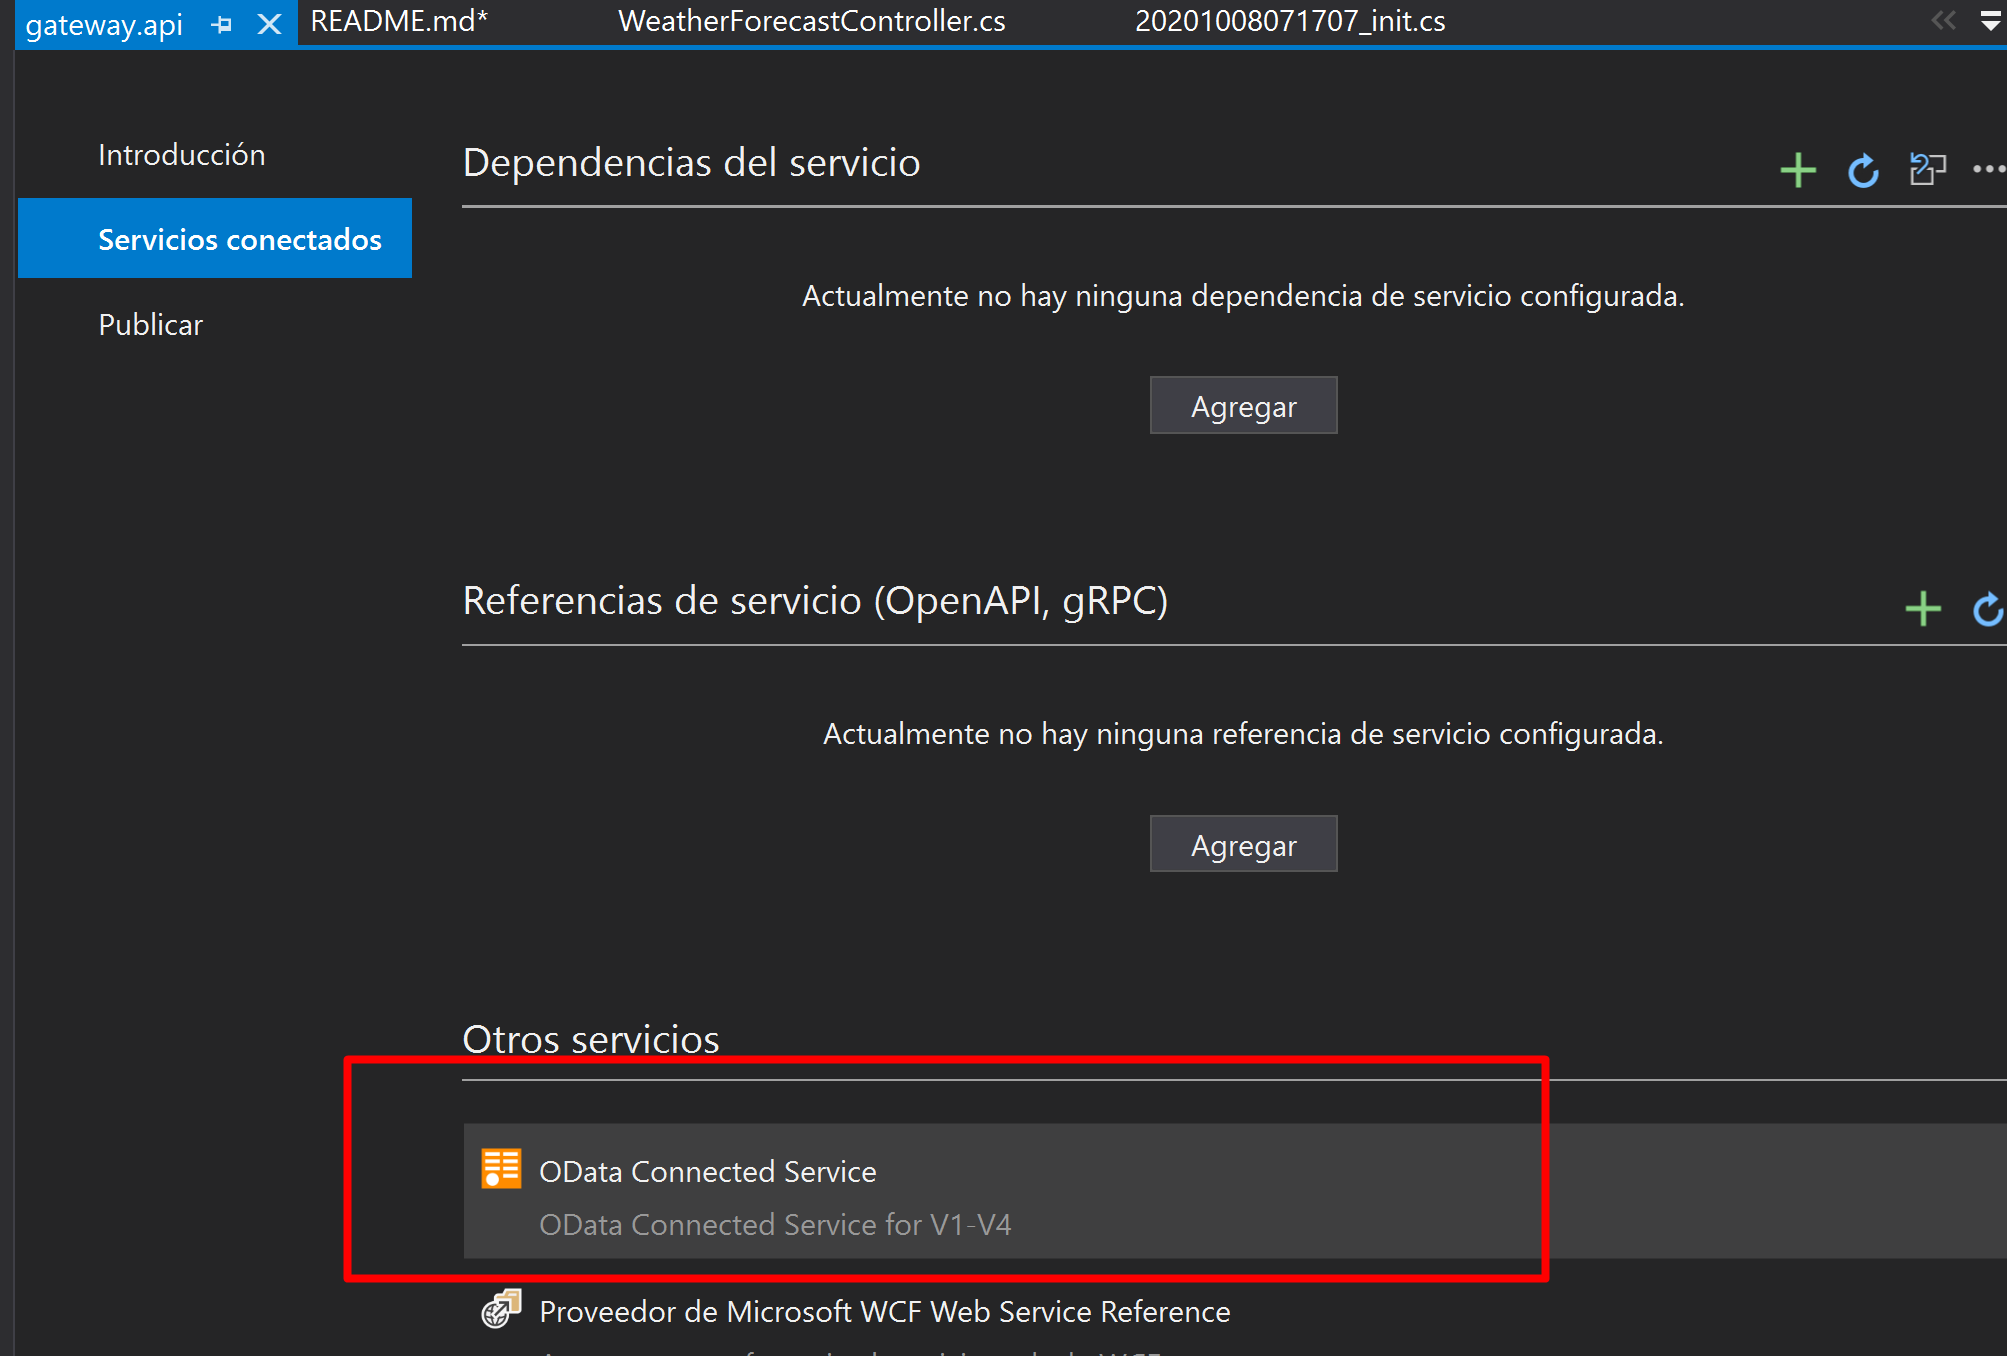 gateway.api
README.md*
WeatherForecastController.cs
20201008071707_init.cs
Introducción
Servicios conectados
Publicar
Dependencias del servicio
Actualmente no hay ninguna dependencia de servicio configurada.
Agregar
Referencias de servicio (OpenAPI, gRPC)
Actualmente no hay ninguna referencia de servicio configurada.
Agregar
Otros servicios
OData Connected Service
OData Connected Service for V1-V4
Proveedor de Microsoft WCF Web Service Reference